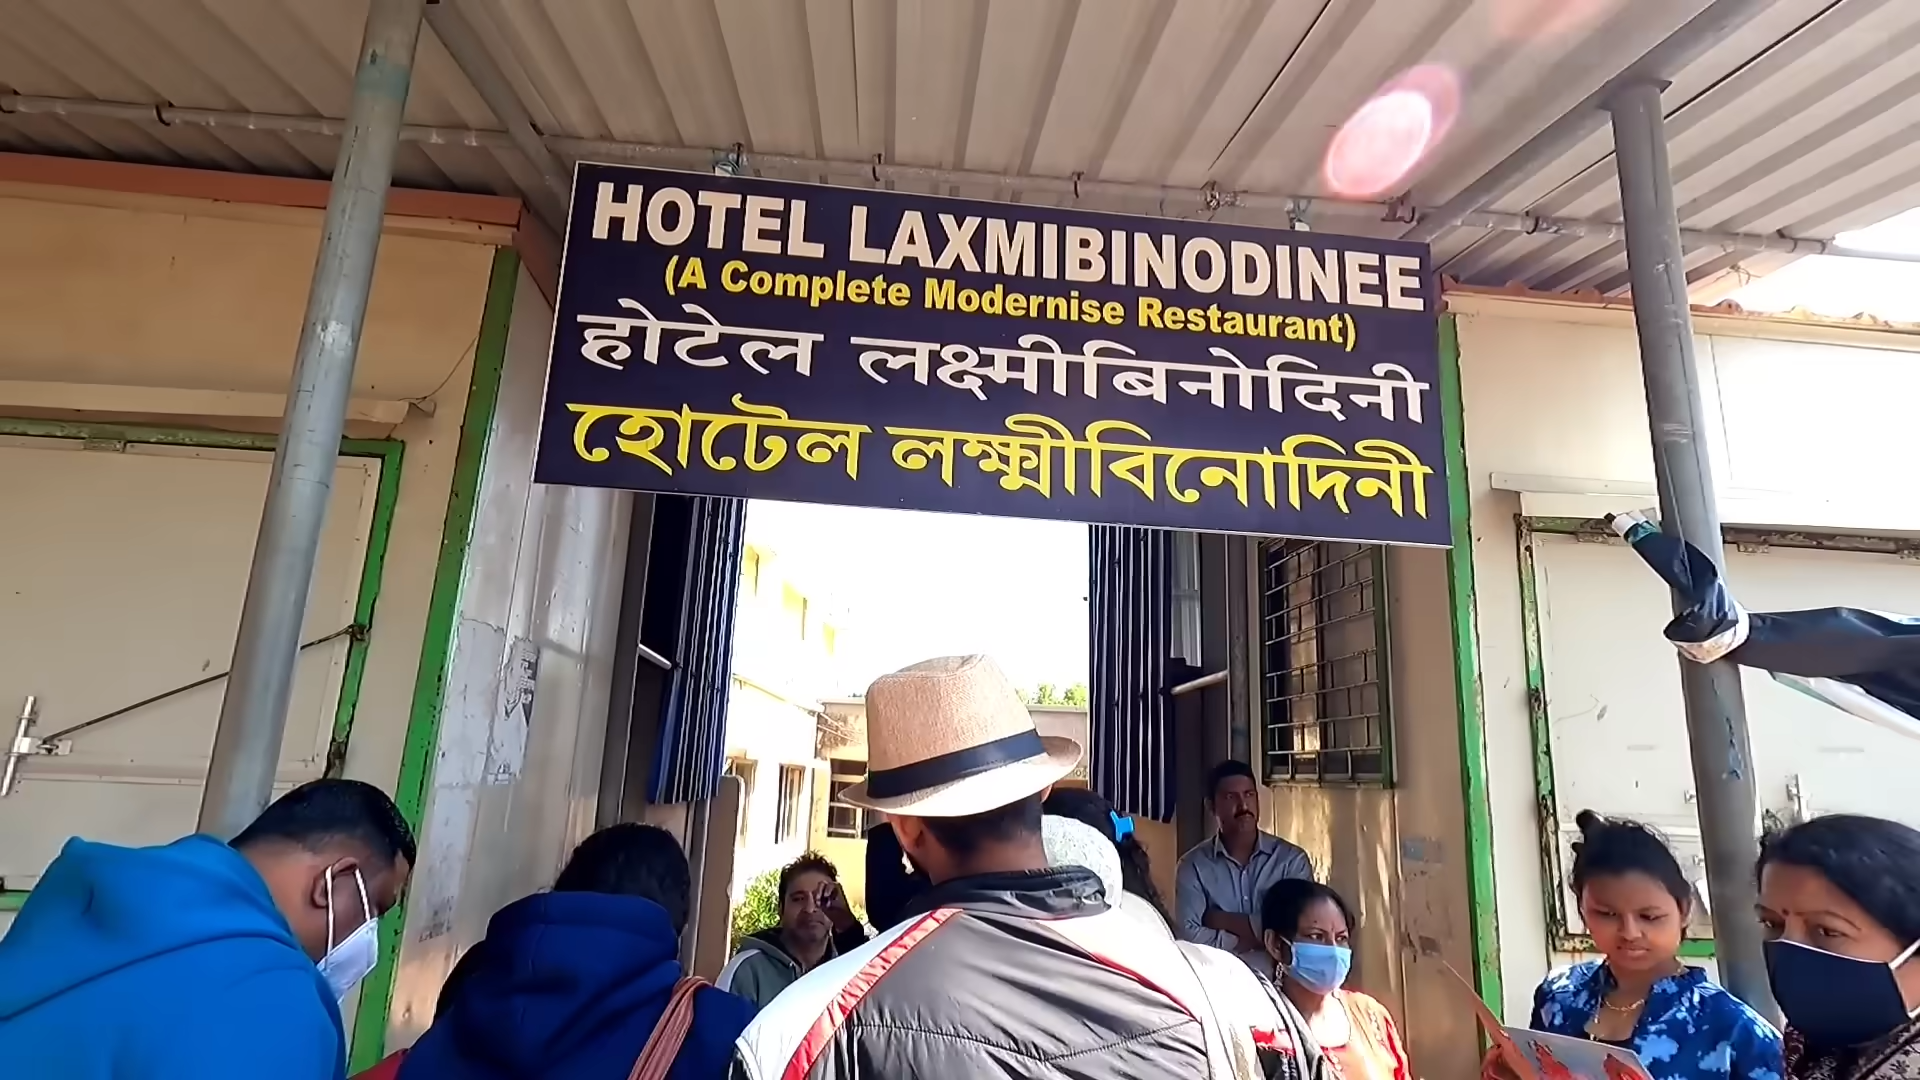 HOTEL LAXMIBINODINEE
(A Complete Modernise Restaurant)
होटेल लक्ष्मीबिनोदिनी
হোটেল লক্ষ্মীবিনোদিনী